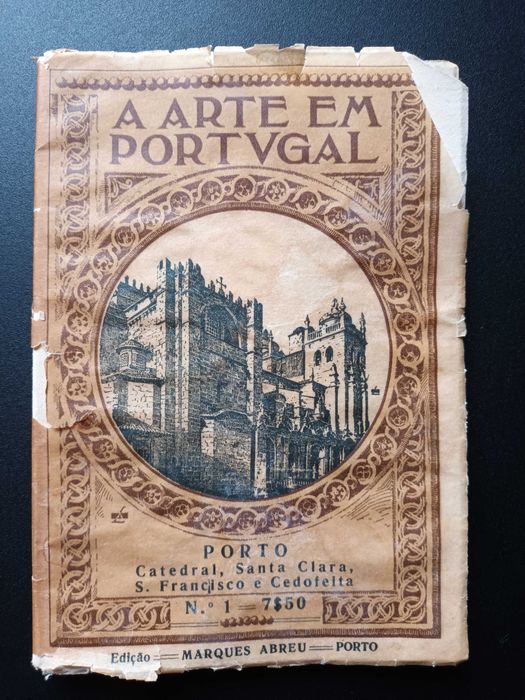 A ARTE EM
PORTVGAL
PORTO
Catedral, Santa Clara,
S. Francisco e Cedofeita
N.º 1 = 7$50
Edição = MARQUES ABREU = PORTO